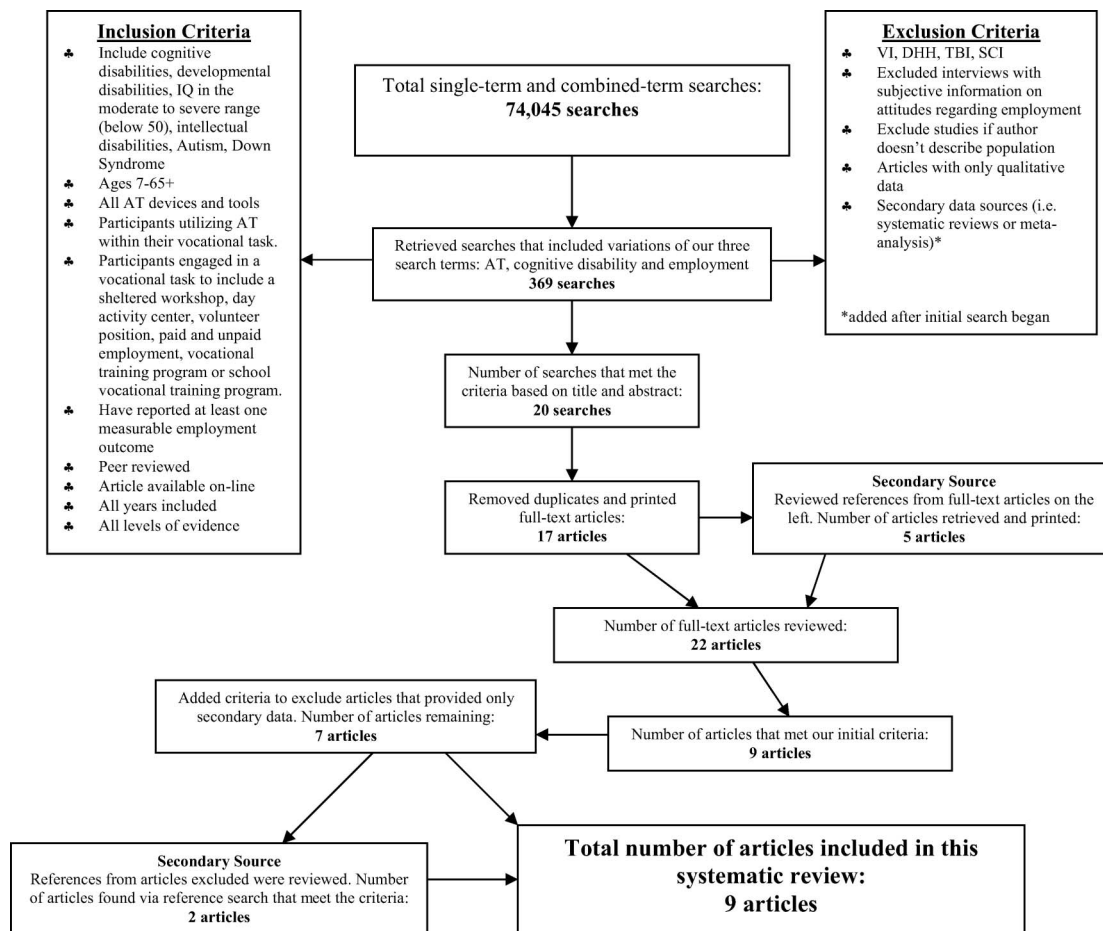 Inclusion Criteria
♣ Include cognitive
disabilities, developmental
disabilities, IQ in the
moderate to severe range
(below 50), intellectual
disabilities, Autism, Down
Syndrome
♣ Ages 7-65+
♣ All AT devices and tools
♣ Participants utilizing AT
within their vocational task.
♣ Participants engaged in a
vocational task to include a
sheltered workshop, day
activity center, volunteer
position, paid and unpaid
employment, vocational
training program or school
vocational training program.
♣ Have reported at least one
measurable employment
outcome
♣ Peer reviewed
♣ Article available on-line
♣ All years included
♣ All levels of evidence
Total single-term and combined-term searches:
74,045 searches
Exclusion Criteria
♣ VI, DHH, TBI, SCI
♣ Excluded interviews with
subjective information on
attitudes regarding employment
♣ Exclude studies if author
doesn't describe population
♣ Articles with only qualitative
data
♣ Secondary data sources (i.e.
systematic reviews or meta-
analysis)*
*added after initial search began
Retrieved searches that included variations of our three
search terms: AT, cognitive disability and employment
369 searches
Number of searches that met the
criteria based on title and abstract:
20 searches
Removed duplicates and printed
full-text articles:
17 articles
Secondary Source
Reviewed references from full-text articles on the
left. Number of articles retrieved and printed:
5 articles
Number of full-text articles reviewed:
22 articles
Number of articles that met our initial criteria:
9 articles
Added criteria to exclude articles that provided only
secondary data. Number of articles remaining:
7 articles
Secondary Source
References from articles excluded were reviewed. Number
of articles found via reference search that meet the criteria:
2 articles
Total number of articles included in this
systematic review:
9 articles